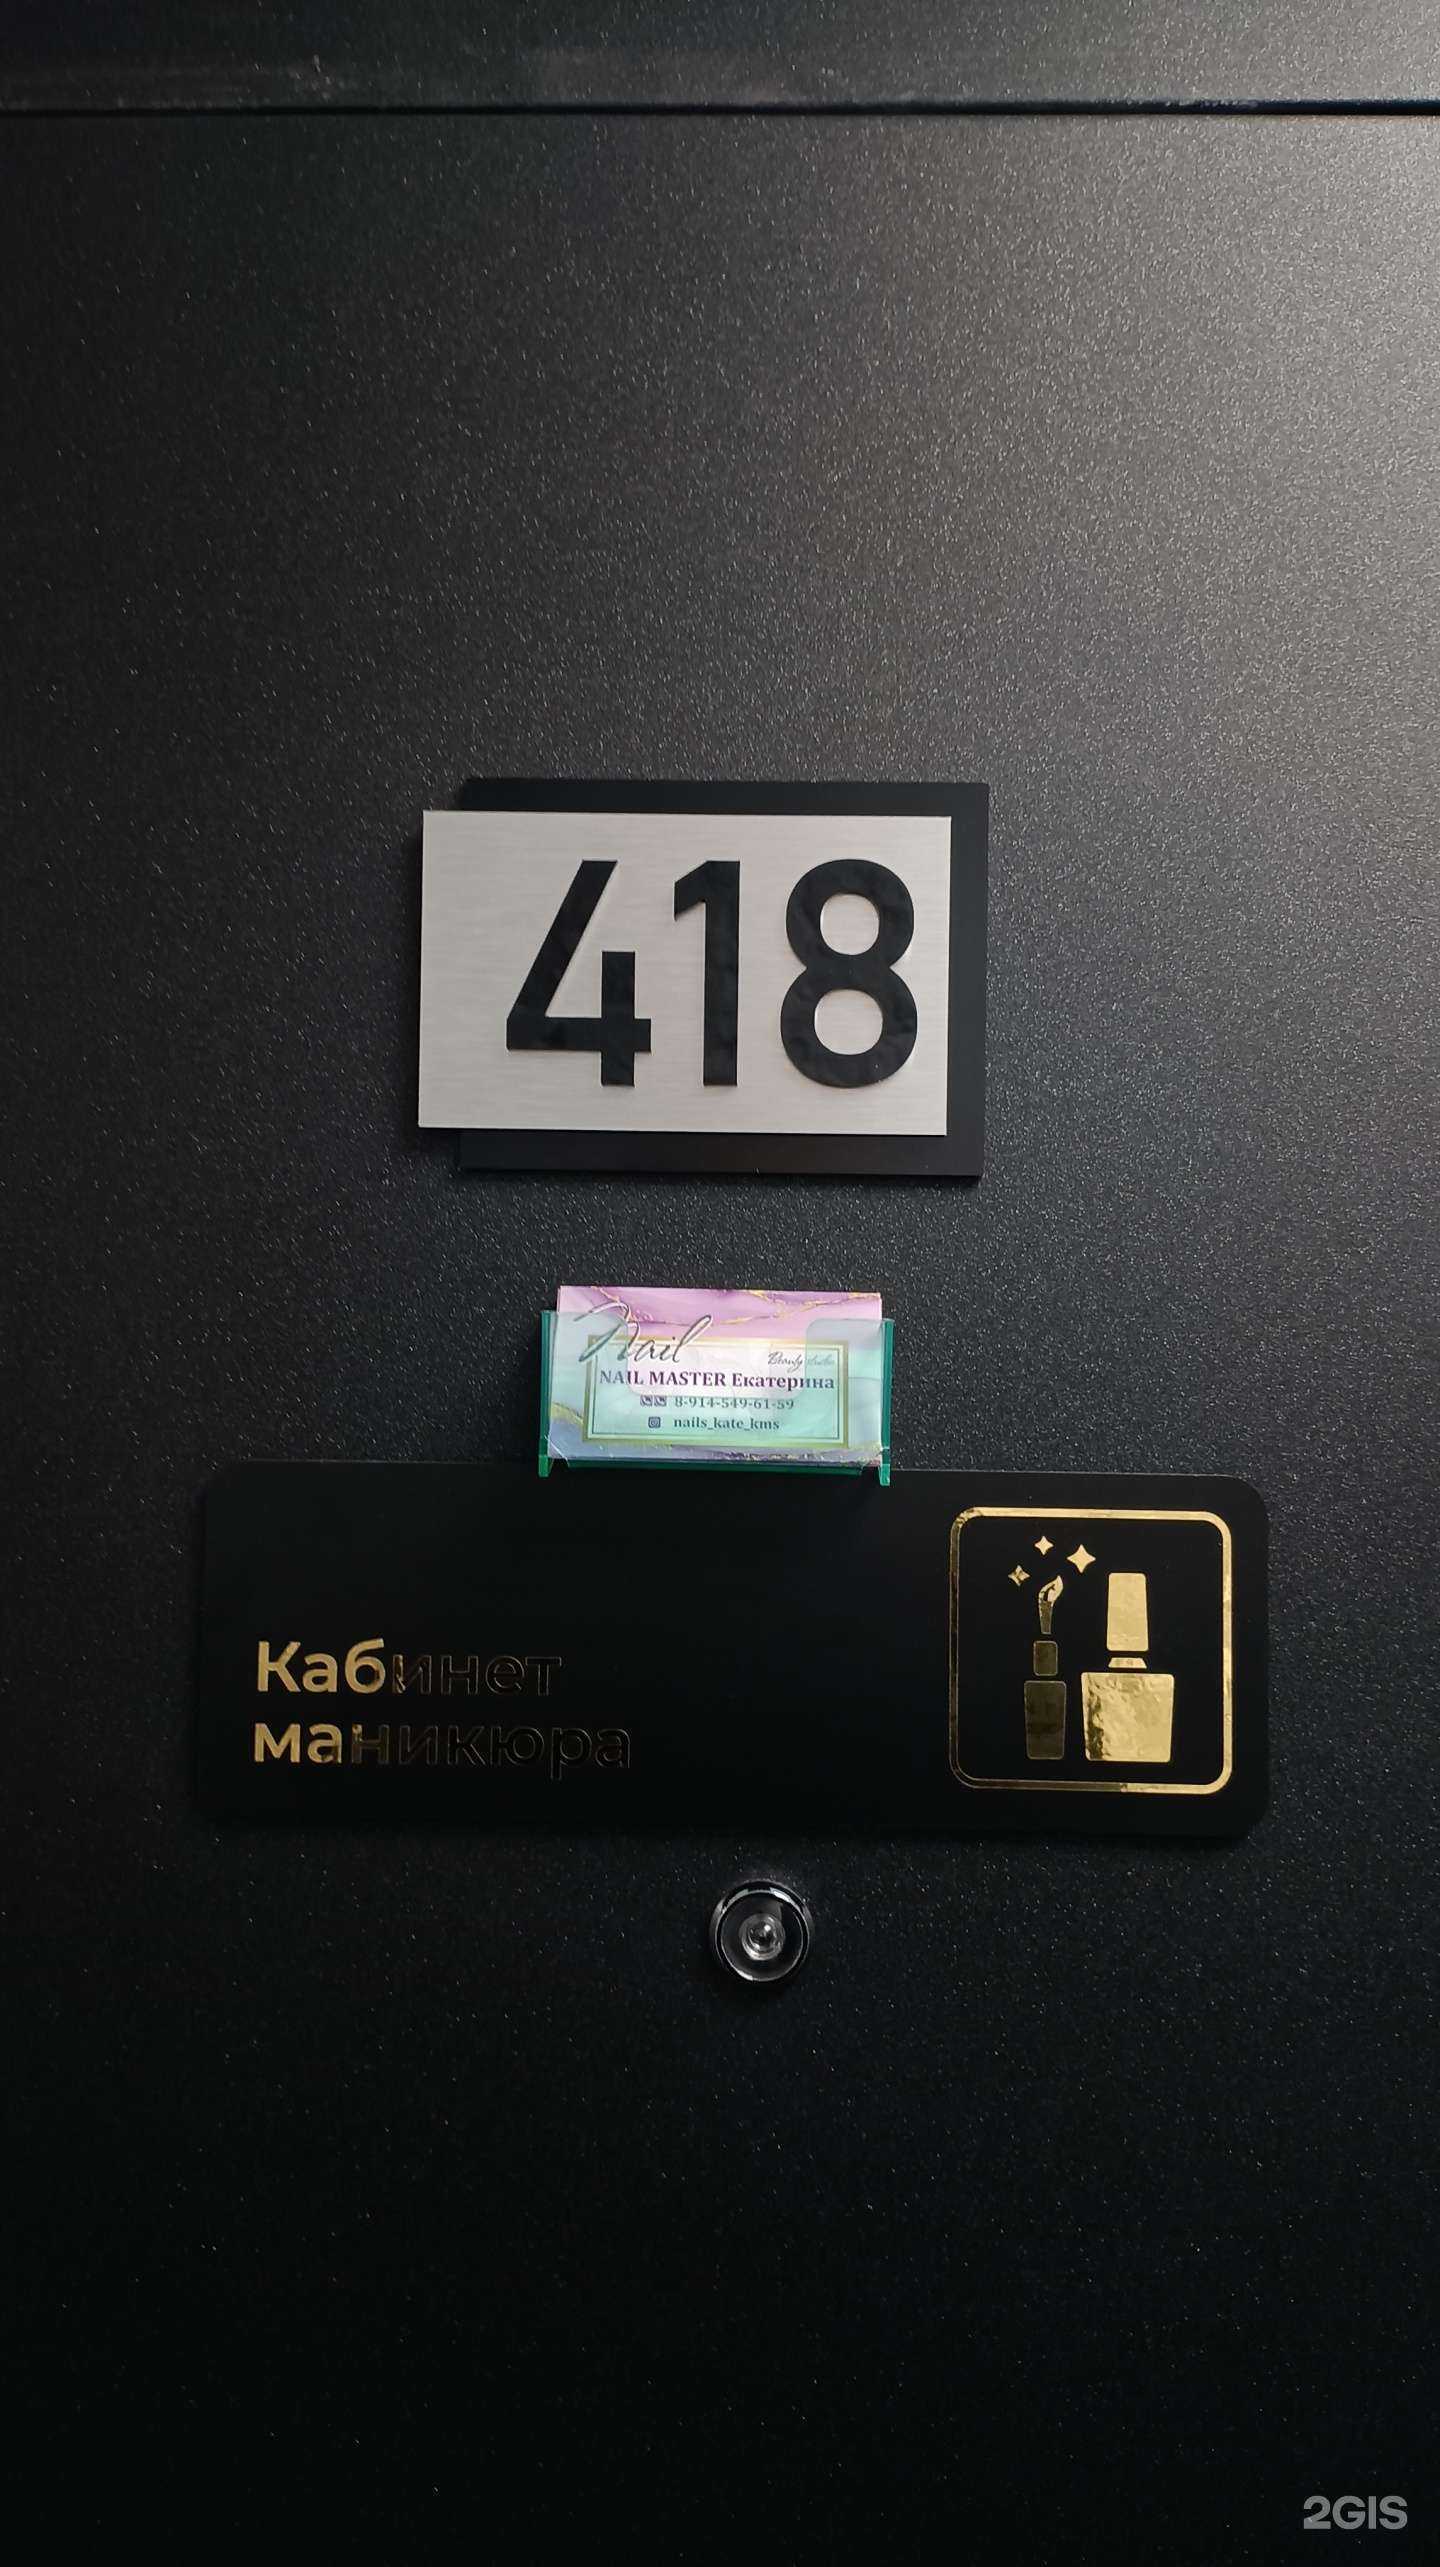 418
Nail
Beauty studio
NAIL MASTER Екатерина
8-914-549-61-59
nails_kate_kms
Кабинет
маникюра
2GIS